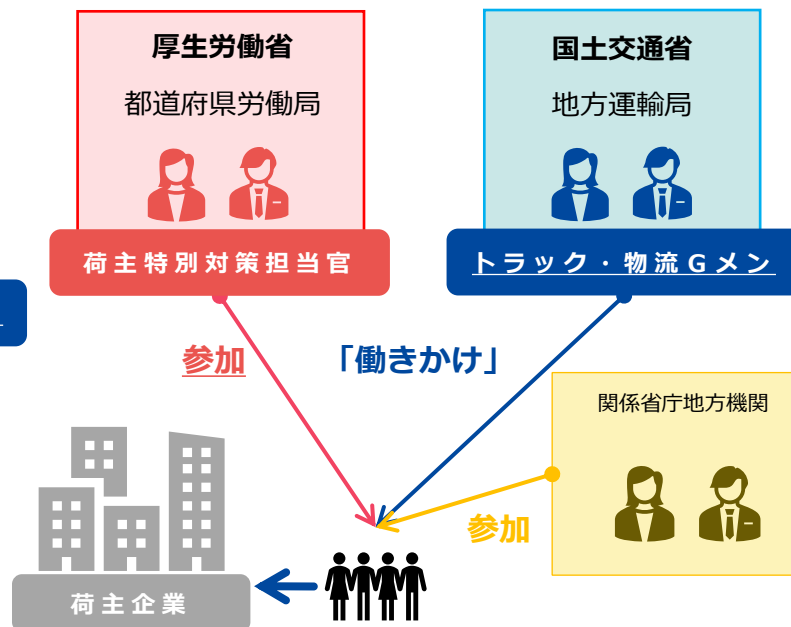 厚生労働省
都道府県労働局
荷主特別対策担当官
国土交通省
地方運輸局
トラック・物流Gメン
参加
「働きかけ」
関係省庁地方機関
参加
荷主企業